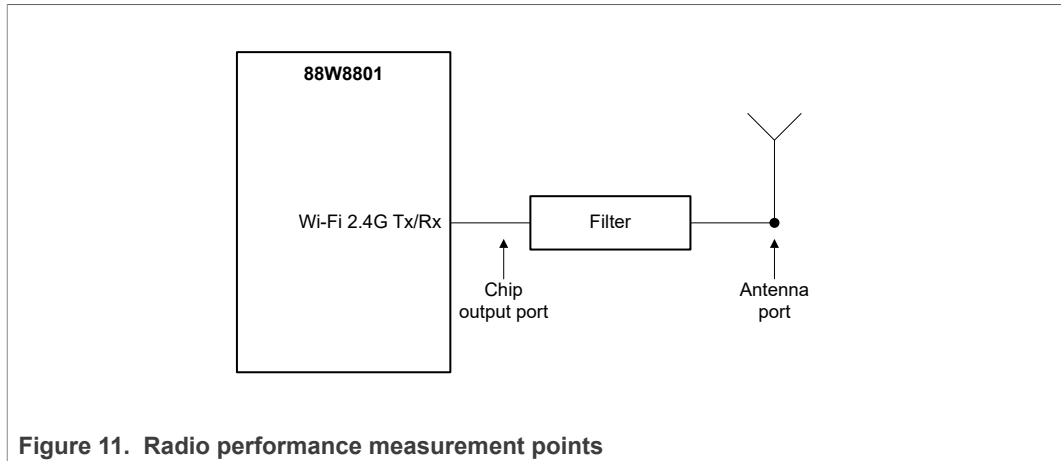 88W8801
Wi-Fi 2.4G Tx/Rx
Filter
Chip
output port
Antenna
port
Figure 11. Radio performance measurement points